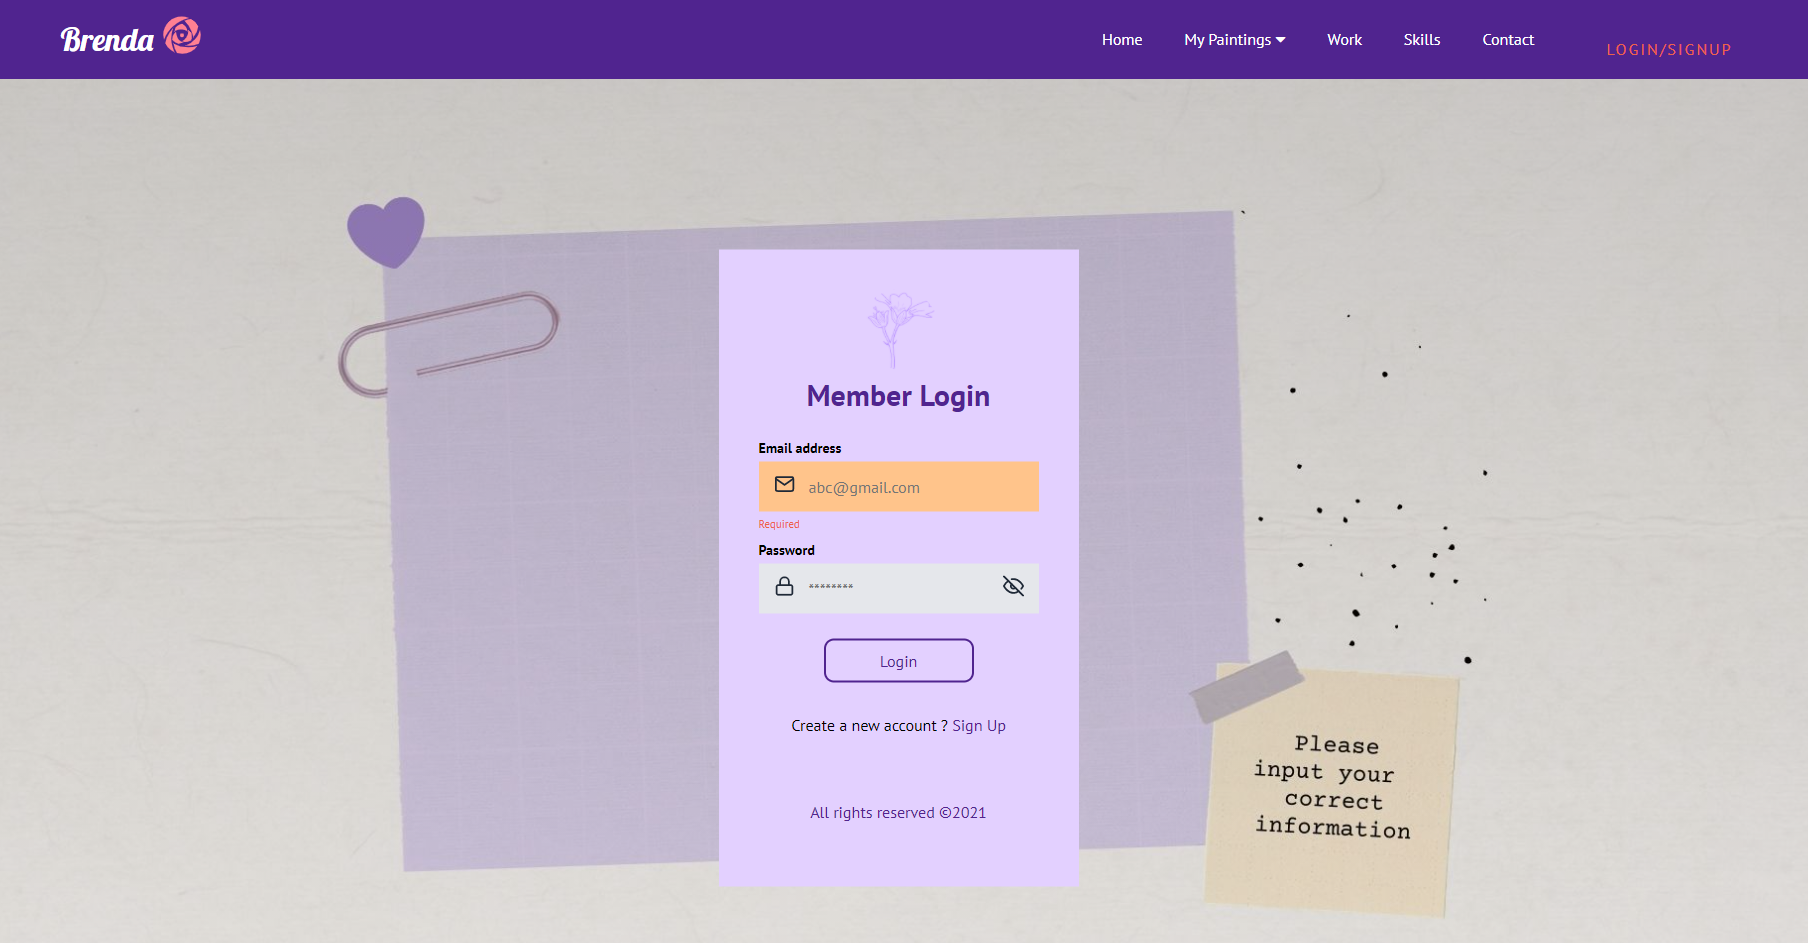 Brenda
Home My Paintings Work Skills Contact LOGIN/SIGNUP
Member Login
Email address
abc@gmail.com
Required
Password
********
Login
Create a new account ? Sign Up
All rights reserved ©2021
Please
input your
correct
information